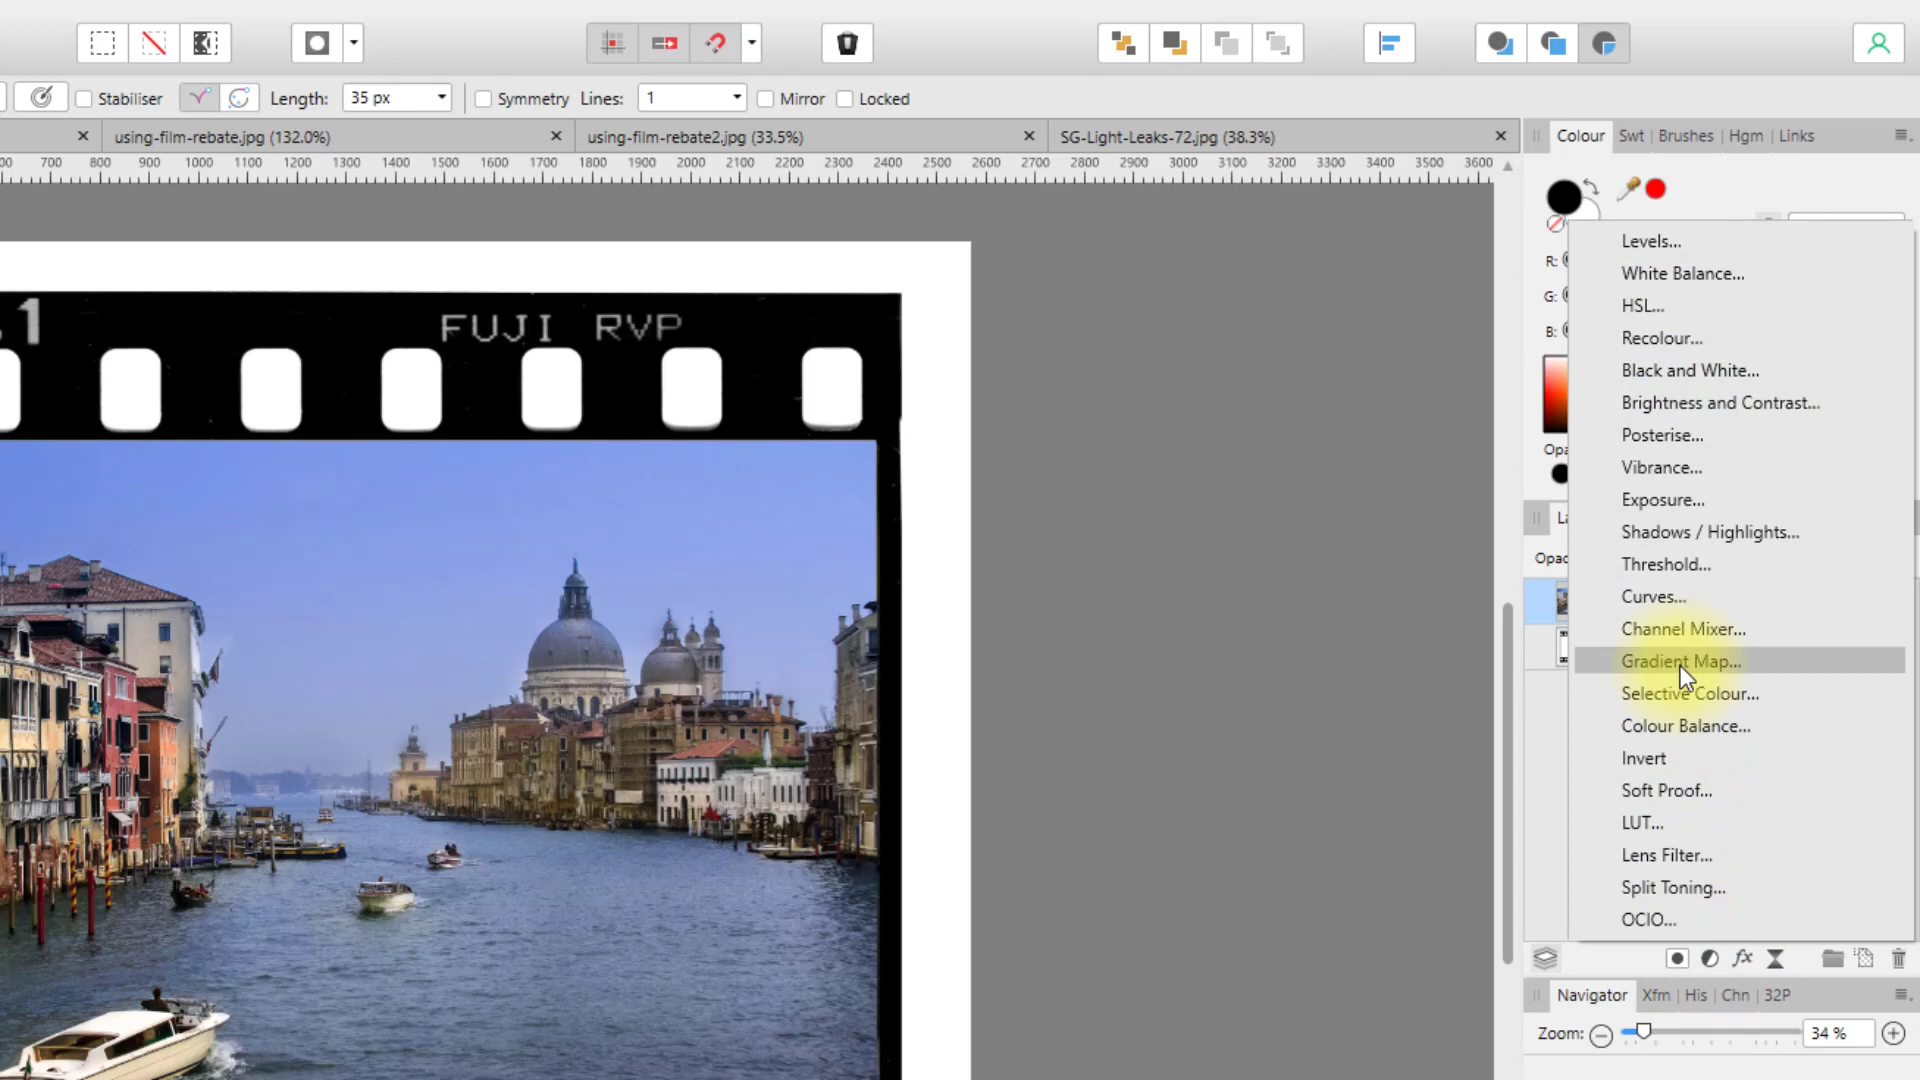 Stabiliser Length: 35 px Symmetry Lines: 1 Mirror Locked
using-film-rebate.jpg (132.0%) using-film-rebate2.jpg (33.5%) SG-Light-Leaks-72.jpg (38.3%)
Colour Swt Brushes Hgm Links
700 800 900 1000 1100 1200 1300 1400 1500 1600 1700 1800 1900 2000 2100 2200 2300 2400 2500 2600 2700 2800 2900 3000 3100 3200 3300 3400 3500 3600
1
FUJI RVP
R:
G:
B:
Opa
La
Opac
Levels...
White Balance...
HSL...
Recolour...
Black and White...
Brightness and Contrast...
Posterise...
Vibrance...
Exposure...
Shadows / Highlights...
Threshold...
Curves...
Channel Mixer...
Gradient Map...
Selective Colour...
Colour Balance...
Invert
Soft Proof...
LUT...
Lens Filter...
Split Toning...
OCIO...
fx
Navigator Xfm His Chn 32P
Zoom: 34 %